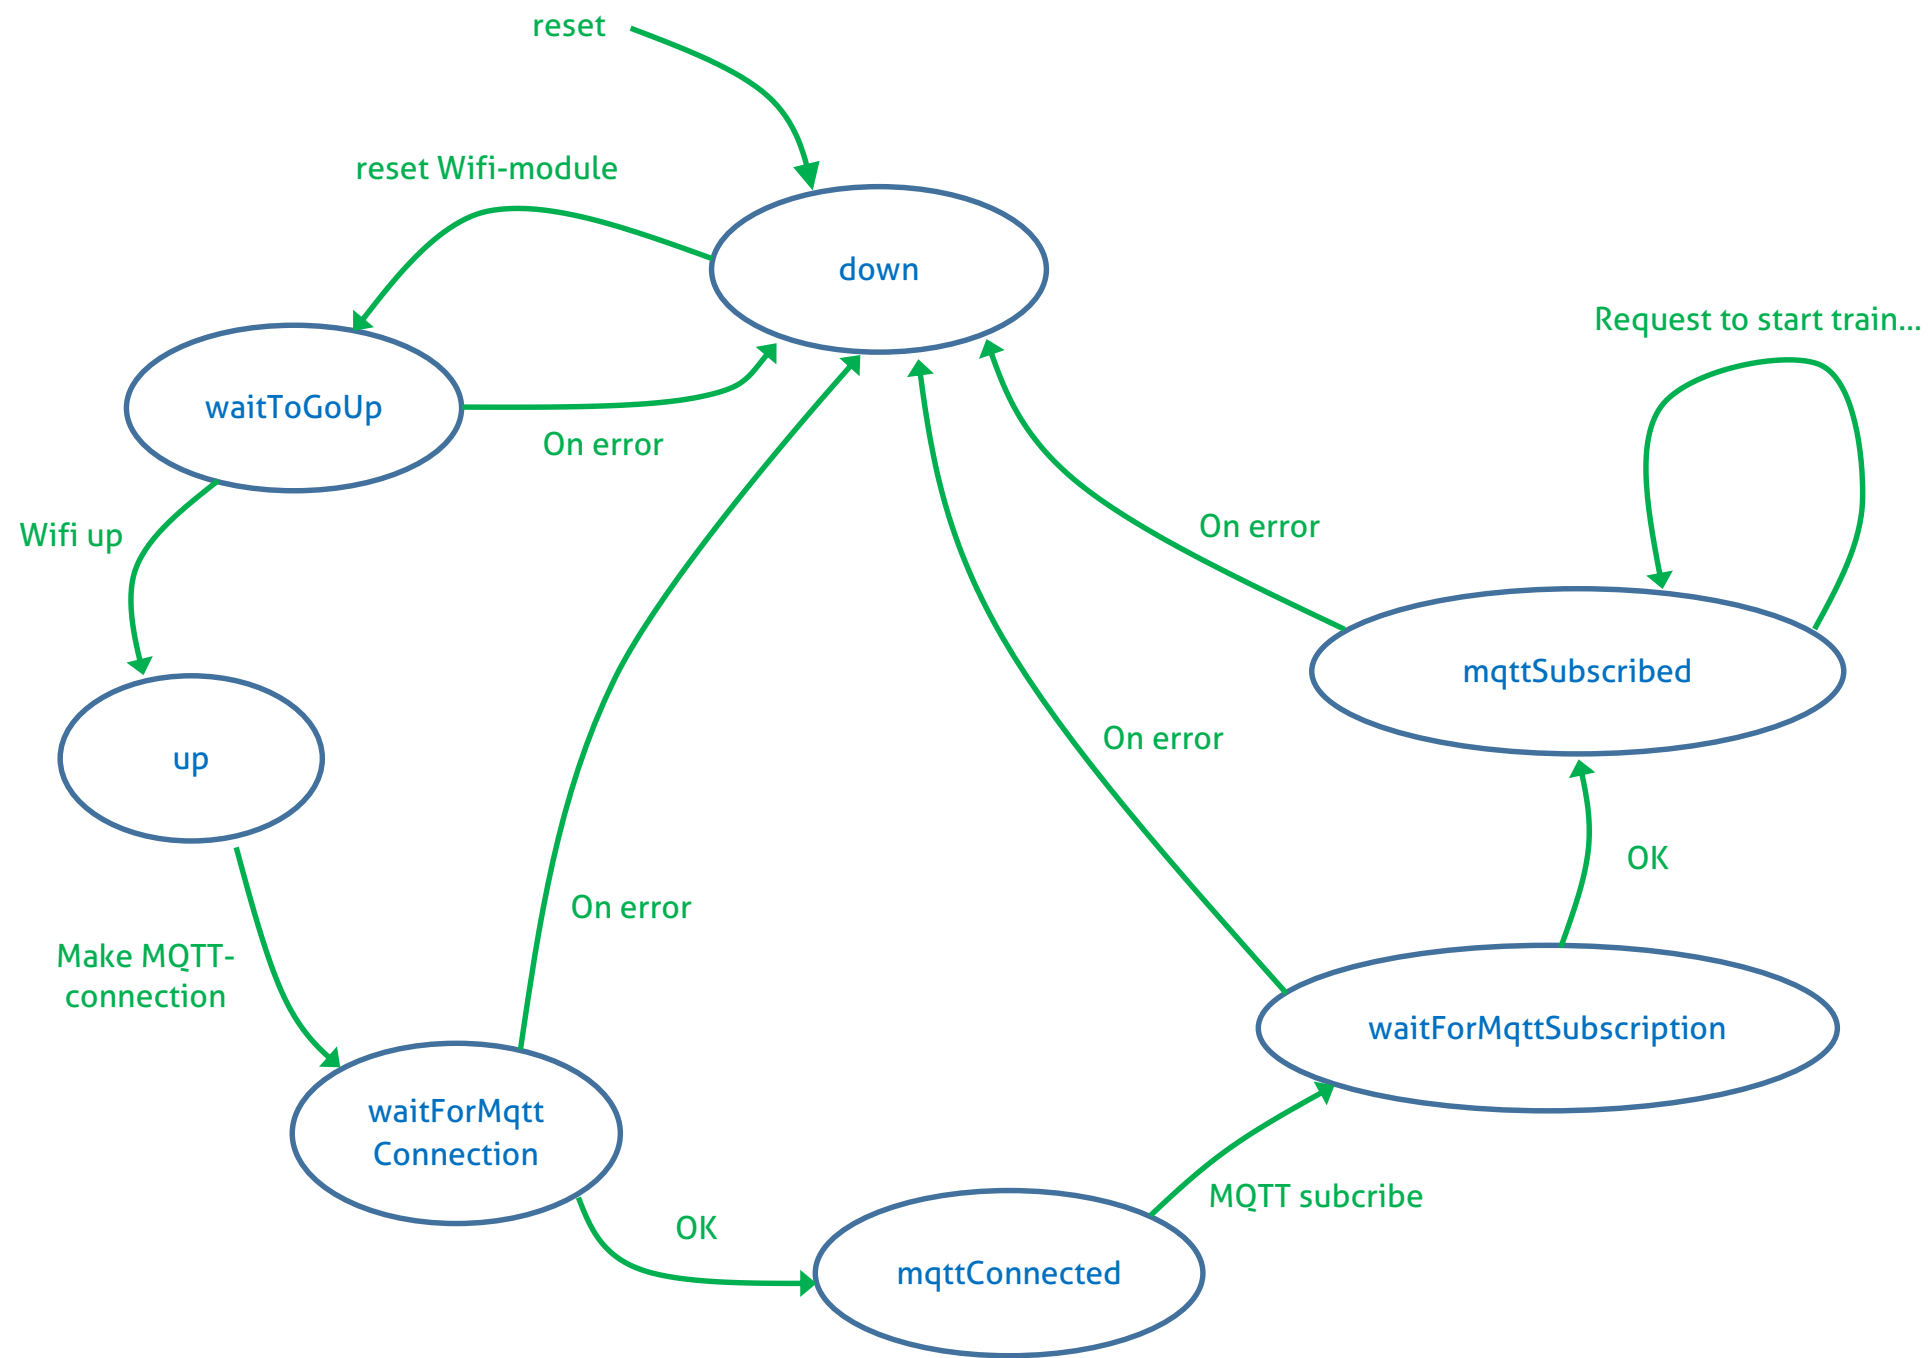 reset
reset Wifi-module
down
Request to start train...
waitToGoUp
On error
Wifi up
On error
mqttSubscribed
On error
up
OK
On error
Make MQTT-
connection
waitForMqttSubscription
waitForMqtt
Connection
MQTT subcribe
OK
mqttConnected